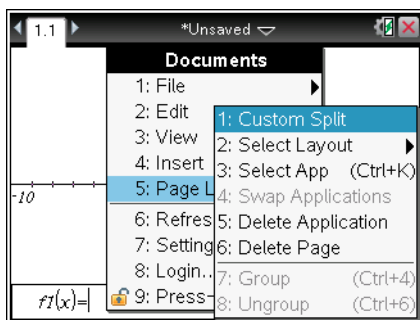 1.1 *Unsaved
Documents
1: File
2: Edit
3: View
4: Insert
5: Page L
6: Refres
7: Setting
8: Login..
9: Press-
1: Custom Split
2: Select Layout
3: Select App (Ctrl+K)
4: Swap Applications
5: Delete Application
6: Delete Page
7: Group (Ctrl+4)
8: Ungroup (Ctrl+6)
-10
f1(x)=